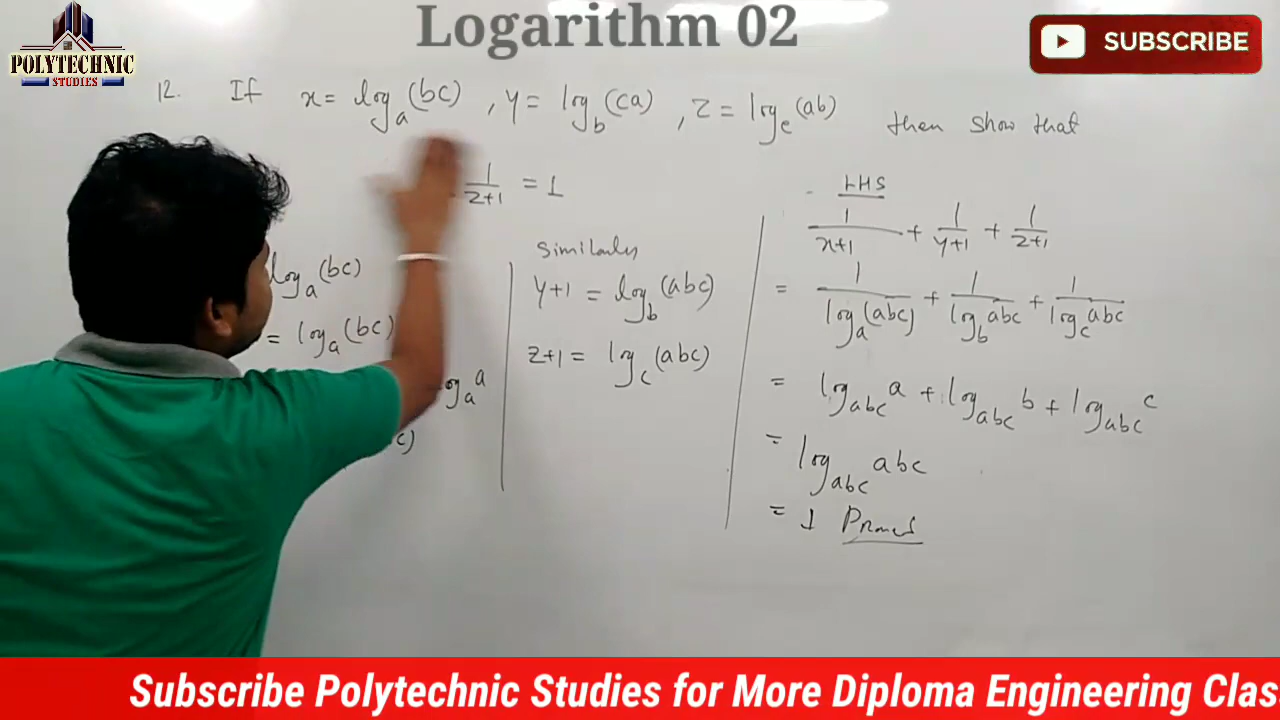 Logarithm 02
POLYTECHNIC
STUDIES
SUBSCRIBE
12. If x = log_a (bc), y = log_b (ca), z = log_c (ab) then show that
1/(z+1) = 1
log_a (bc)
= log_a (bc)
log_a a
c)
Similarly
y+1 = log_b (abc)
z+1 = log_c (abc)
LHS
1/(x+1) + 1/(y+1) + 1/(z+1)
= 1/(log_a (abc)) + 1/(log_b abc) + 1/(log_c abc)
= log_abc a + log_abc b + log_abc c
= log_abc abc
= 1 Proved
Subscribe Polytechnic Studies for More Diploma Engineering Clas